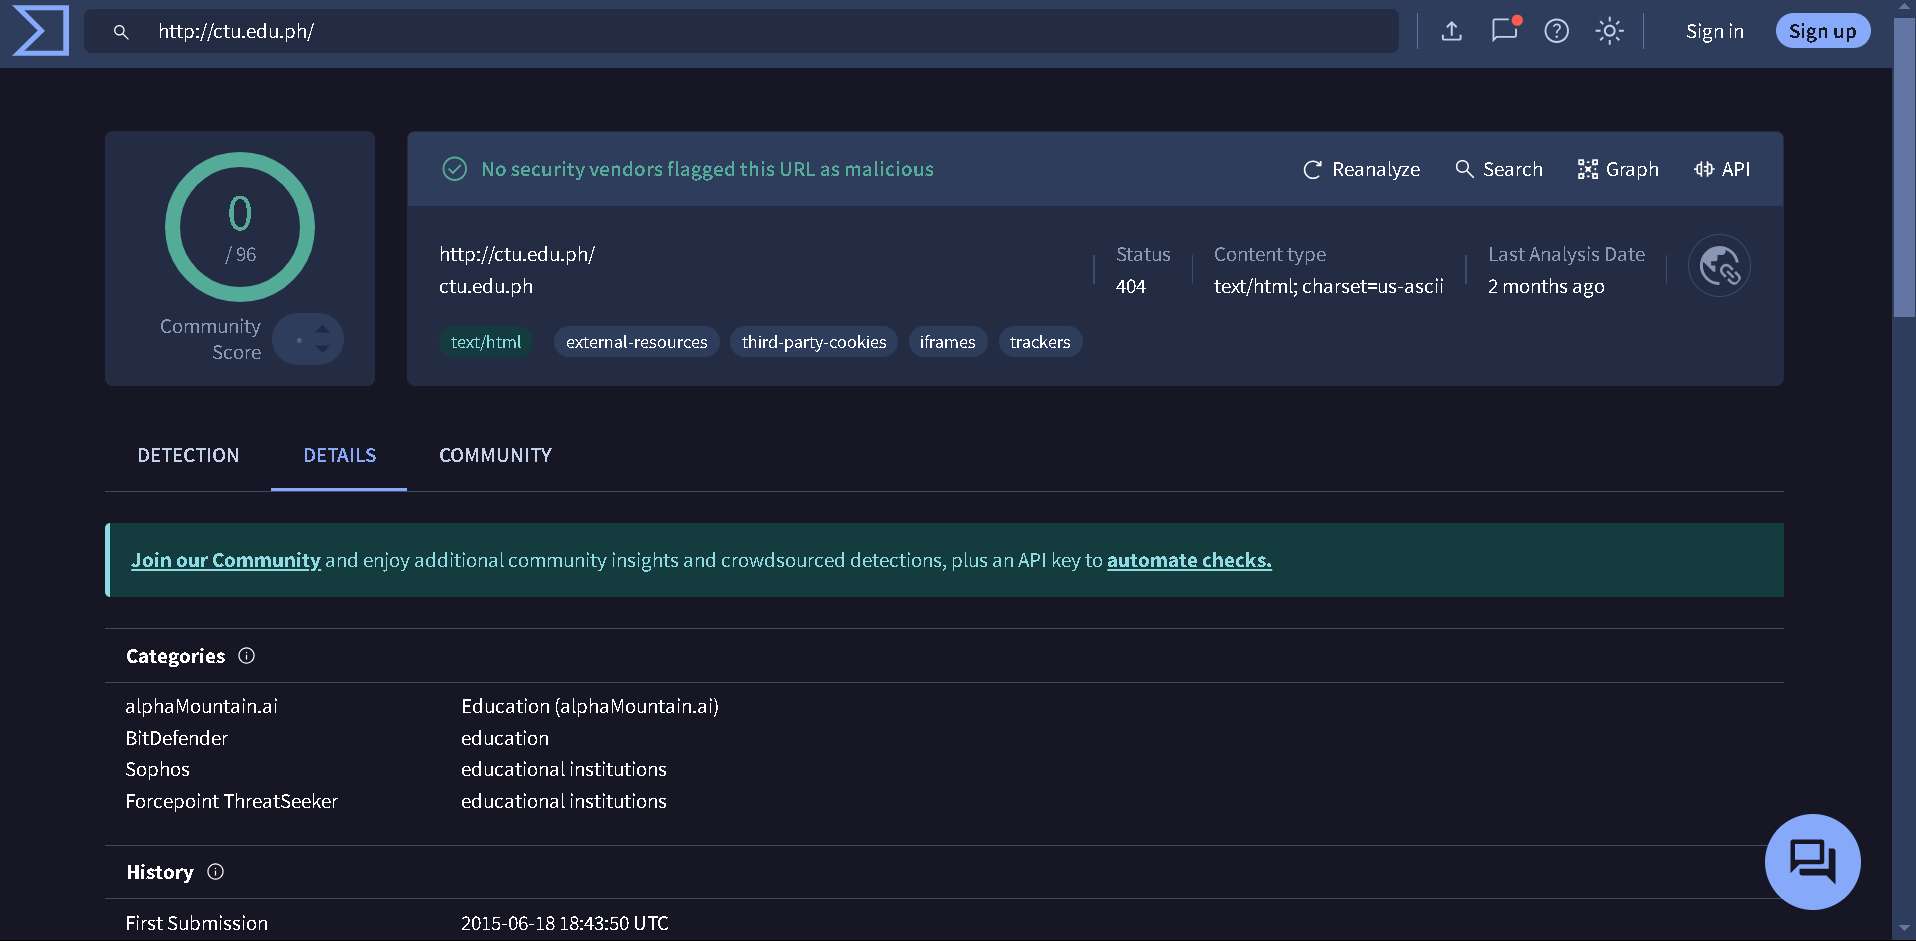 http://ctu.edu.ph/
Sign in
Sign up
0
/ 96
Community
Score
No security vendors flagged this URL as malicious
Reanalyze
Search
Graph
API
http://ctu.edu.ph/
ctu.edu.ph
Status
404
Content type
text/html; charset=us-ascii
Last Analysis Date
2 months ago
text/html
external-resources
third-party-cookies
iframes
trackers
DETECTION
DETAILS
COMMUNITY
Join our Community and enjoy additional community insights and crowdsourced detections, plus an API key to automate checks.
Categories
alphaMountain.ai Education (alphaMountain.ai)
BitDefender education
Sophos educational institutions
Forcepoint ThreatSeeker educational institutions
History
First Submission 2015-06-18 18:43:50 UTC